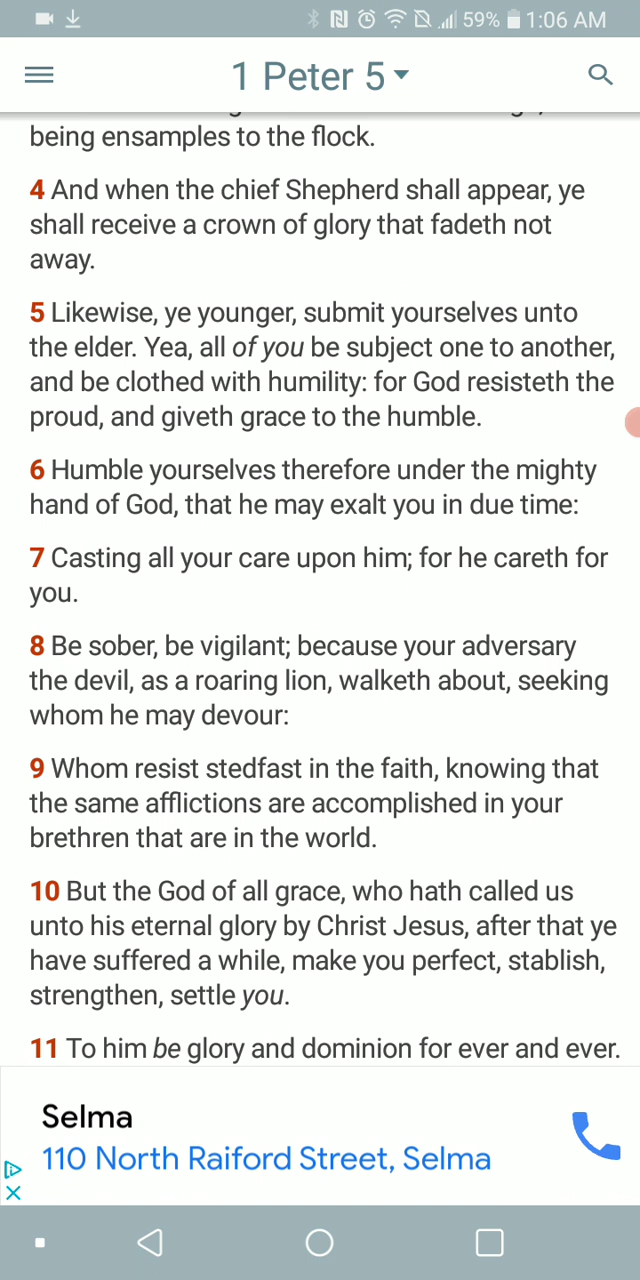 59% 1:06 AM
1 Peter 5
being ensamples to the flock.
4 And when the chief Shepherd shall appear, ye
shall receive a crown of glory that fadeth not
away.
5 Likewise, ye younger, submit yourselves unto
the elder. Yea, all of you be subject one to another,
and be clothed with humility: for God resisteth the
proud, and giveth grace to the humble.
6 Humble yourselves therefore under the mighty
hand of God, that he may exalt you in due time:
7 Casting all your care upon him; for he careth for
you.
8 Be sober, be vigilant; because your adversary
the devil, as a roaring lion, walketh about, seeking
whom he may devour:
9 Whom resist stedfast in the faith, knowing that
the same afflictions are accomplished in your
brethren that are in the world.
10 But the God of all grace, who hath called us
unto his eternal glory by Christ Jesus, after that ye
have suffered a while, make you perfect, stablish,
strengthen, settle you.
11 To him be glory and dominion for ever and ever.
Selma
110 North Raiford Street, Selma